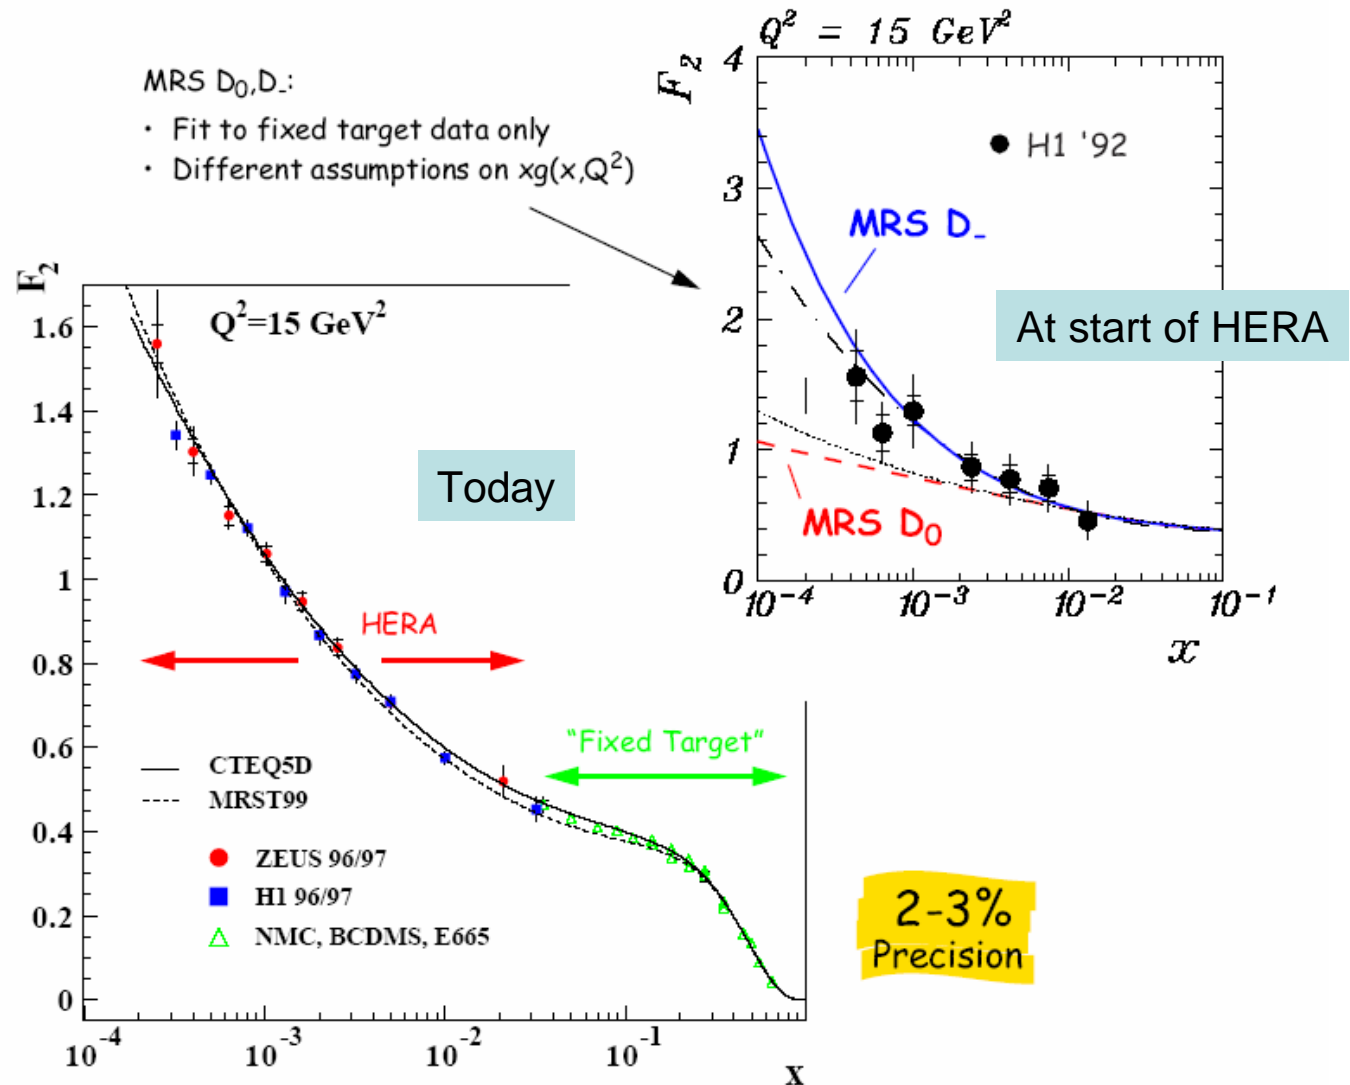 MRS D₀,D₋:
• Fit to fixed target data only
• Different assumptions on xg(x,Q²)
Q² = 15 GeV²
F₂
4
3
2
1
0
H1 '92
MRS D₋
At start of HERA
MRS D₀
10⁻⁴ 10⁻³ 10⁻² 10⁻¹
x
F₂
Q²=15 GeV²
1.6
1.4
1.2
1
0.8
0.6
0.4
0.2
0
Today
HERA
"Fixed Target"
CTEQ5D
MRST99
ZEUS 96/97
H1 96/97
NMC, BCDMS, E665
10⁻⁴ 10⁻³ 10⁻² 10⁻¹
x
2-3%
Precision